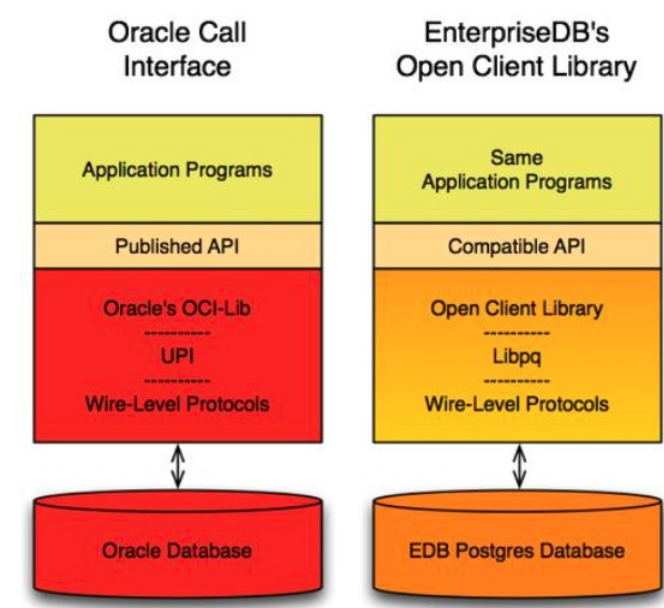 Oracle Call
Interface
Application Programs
Published API
Oracle's OCI-Lib
----------
UPI
----------
Wire-Level Protocols
Oracle Database
EnterpriseDB's
Open Client Library
Same
Application Programs
Compatible API
Open Client Library
----------
Libpq
----------
Wire-Level Protocols
EDB Postgres Database